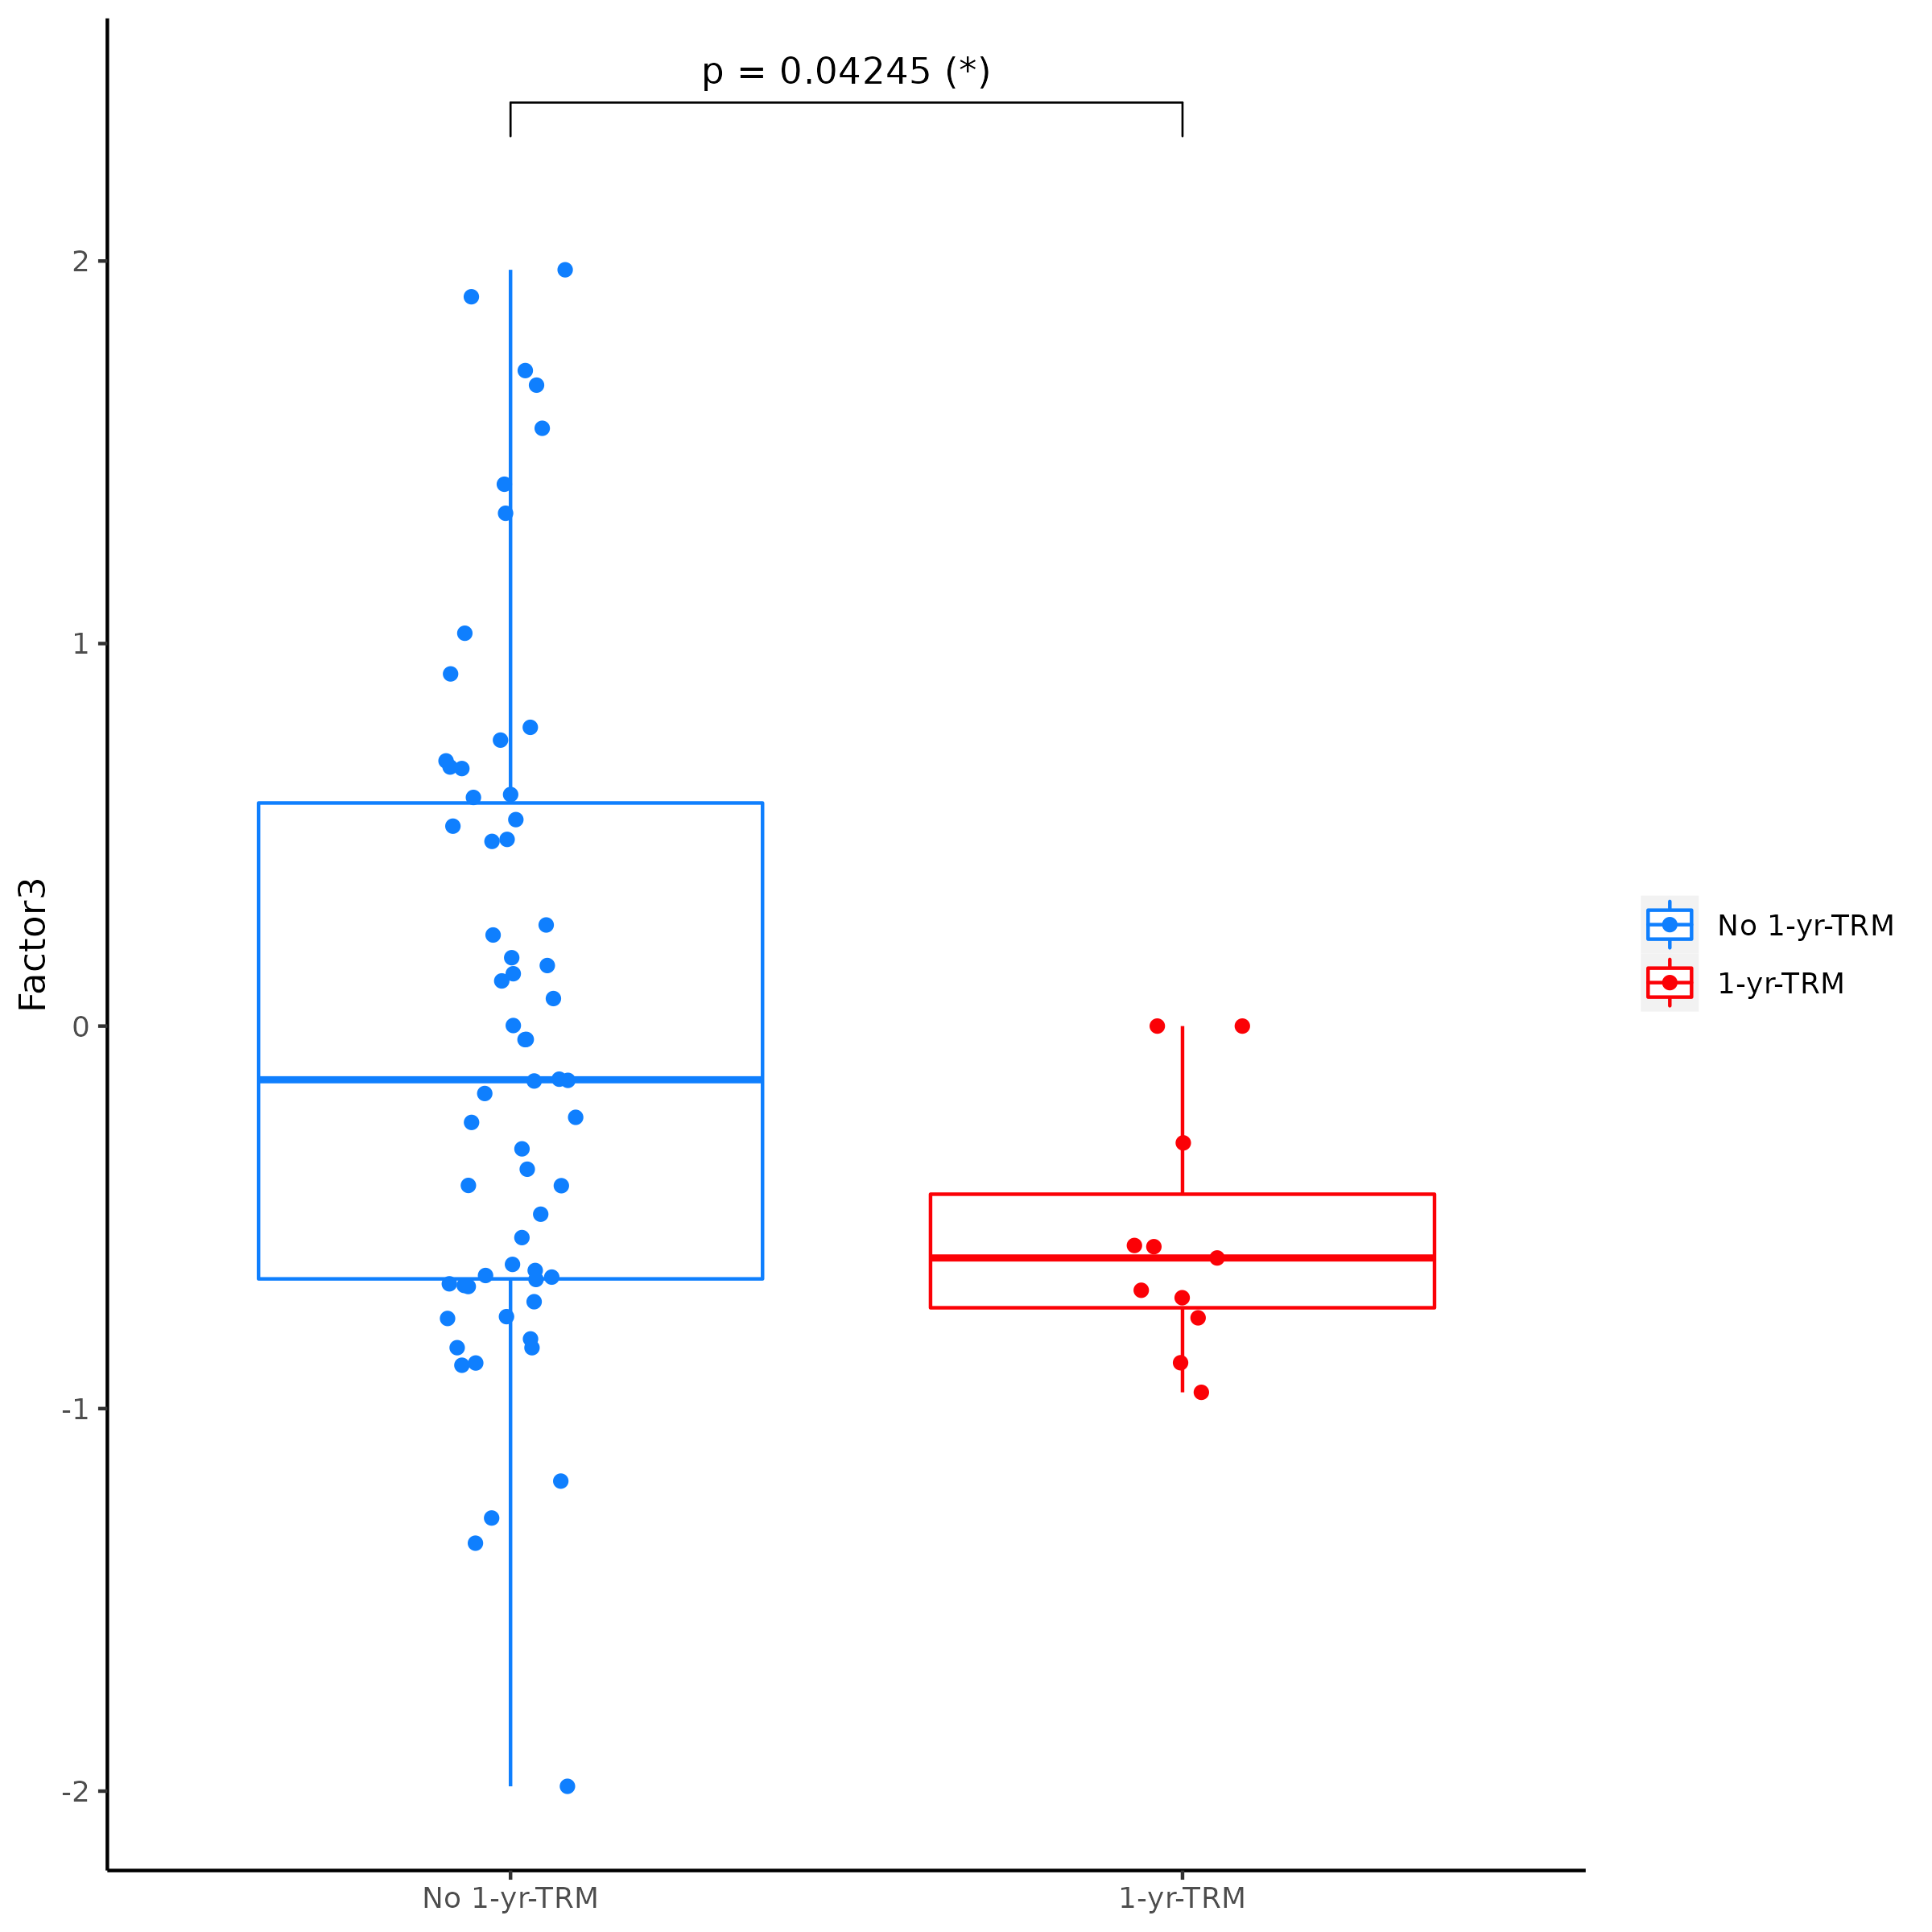 p = 0.04245 (*)
2
1
0
-1
-2
Factor3
No 1-yr-TRM
1-yr-TRM
No 1-yr-TRM
1-yr-TRM